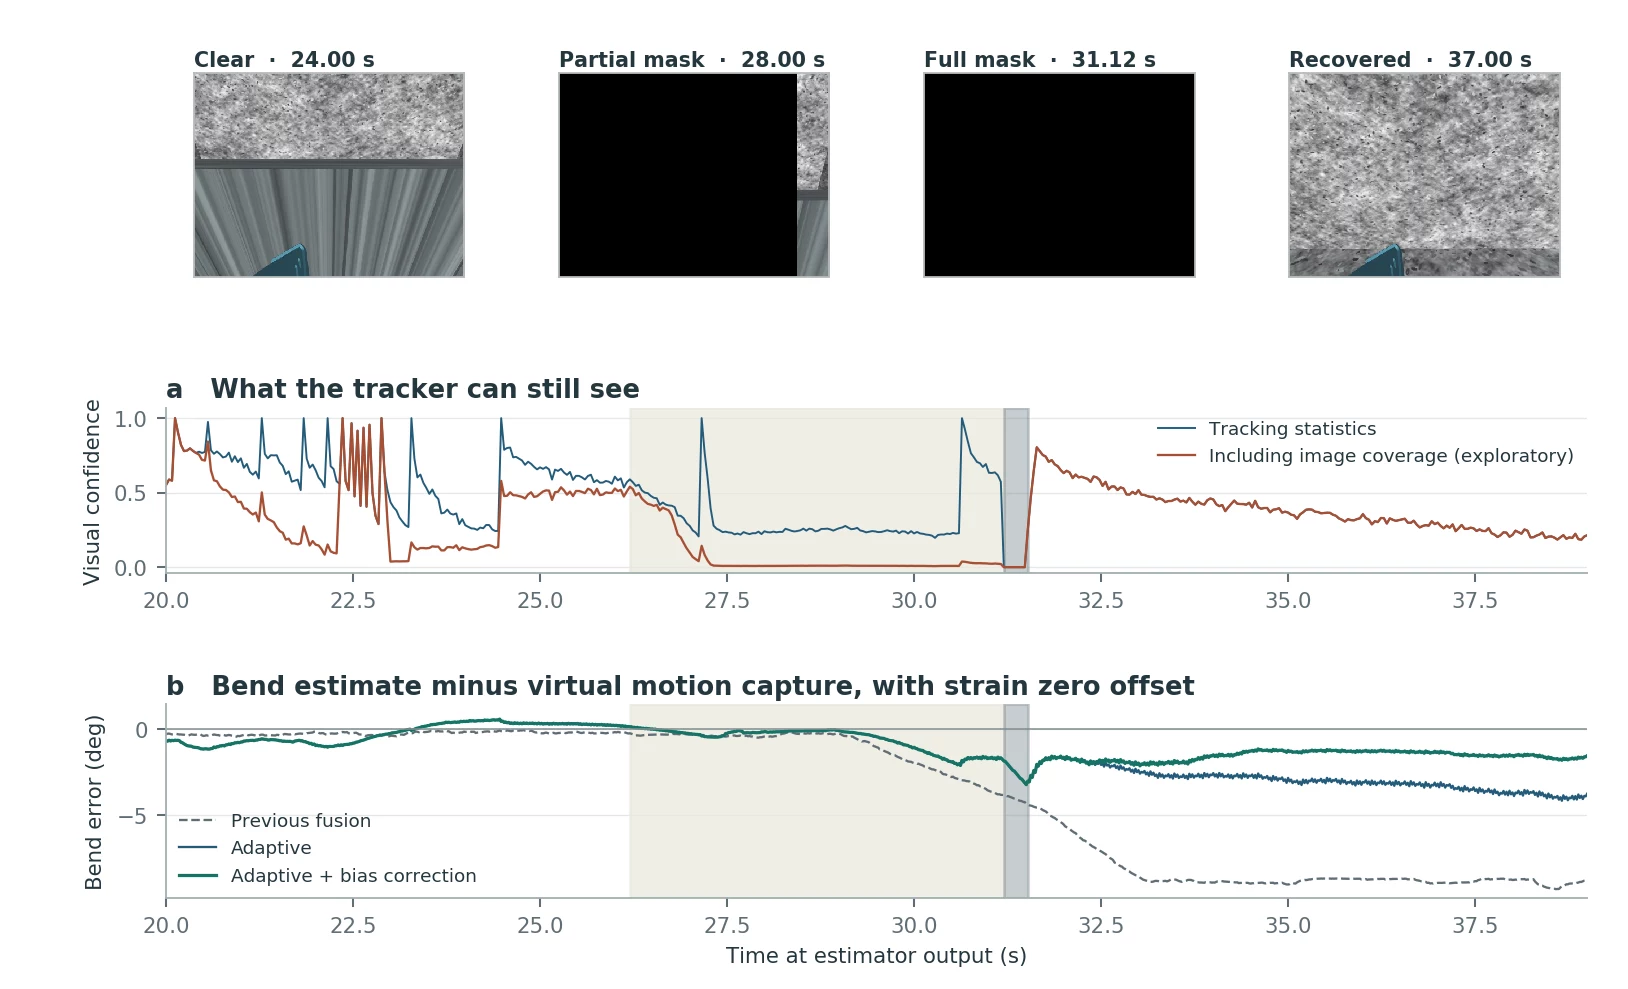 Clear · 24.00 s
Partial mask · 28.00 s
Full mask · 31.12 s
Recovered · 37.00 s
a What the tracker can still see
Visual confidence
1.0
0.5
0.0
Tracking statistics
Including image coverage (exploratory)
20.0 22.5 25.0 27.5 30.0 32.5 35.0 37.5
b Bend estimate minus virtual motion capture, with strain zero offset
Bend error (deg)
0
−5
Previous fusion
Adaptive
Adaptive + bias correction
20.0 22.5 25.0 27.5 30.0 32.5 35.0 37.5
Time at estimator output (s)